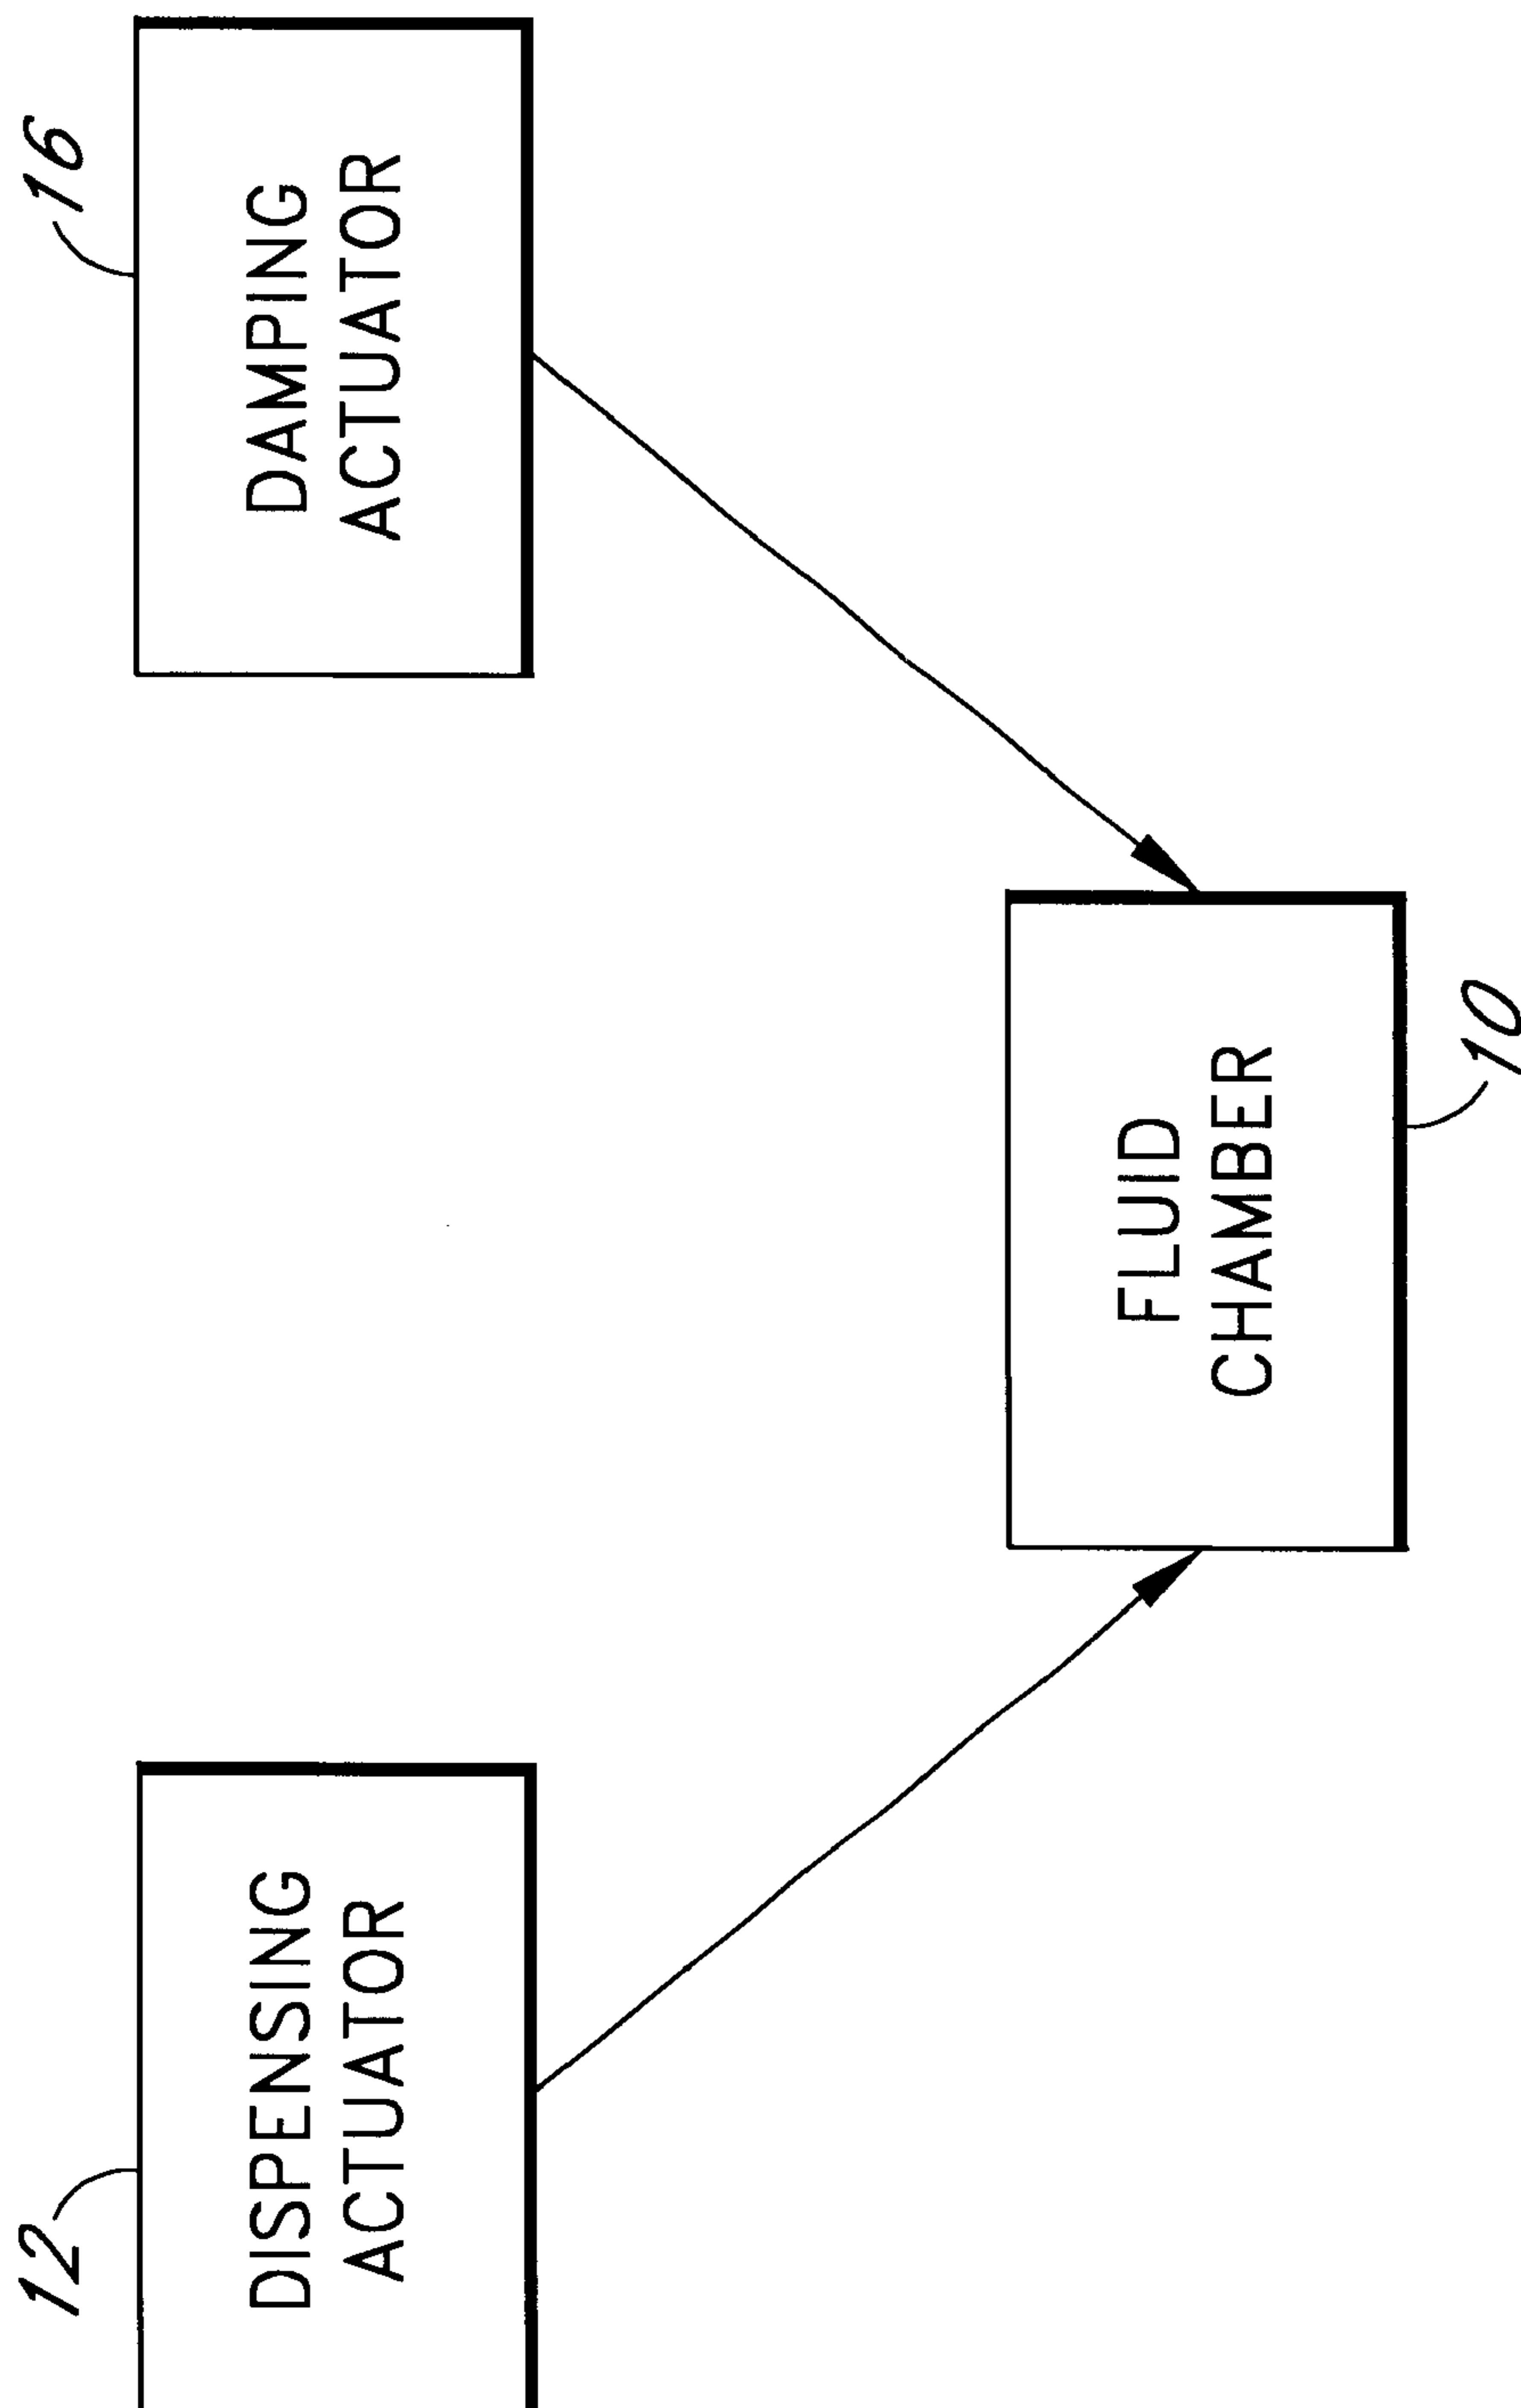 12
DISPENSING
ACTUATOR
16
DAMPING
ACTUATOR
FLUID
CHAMBER
10